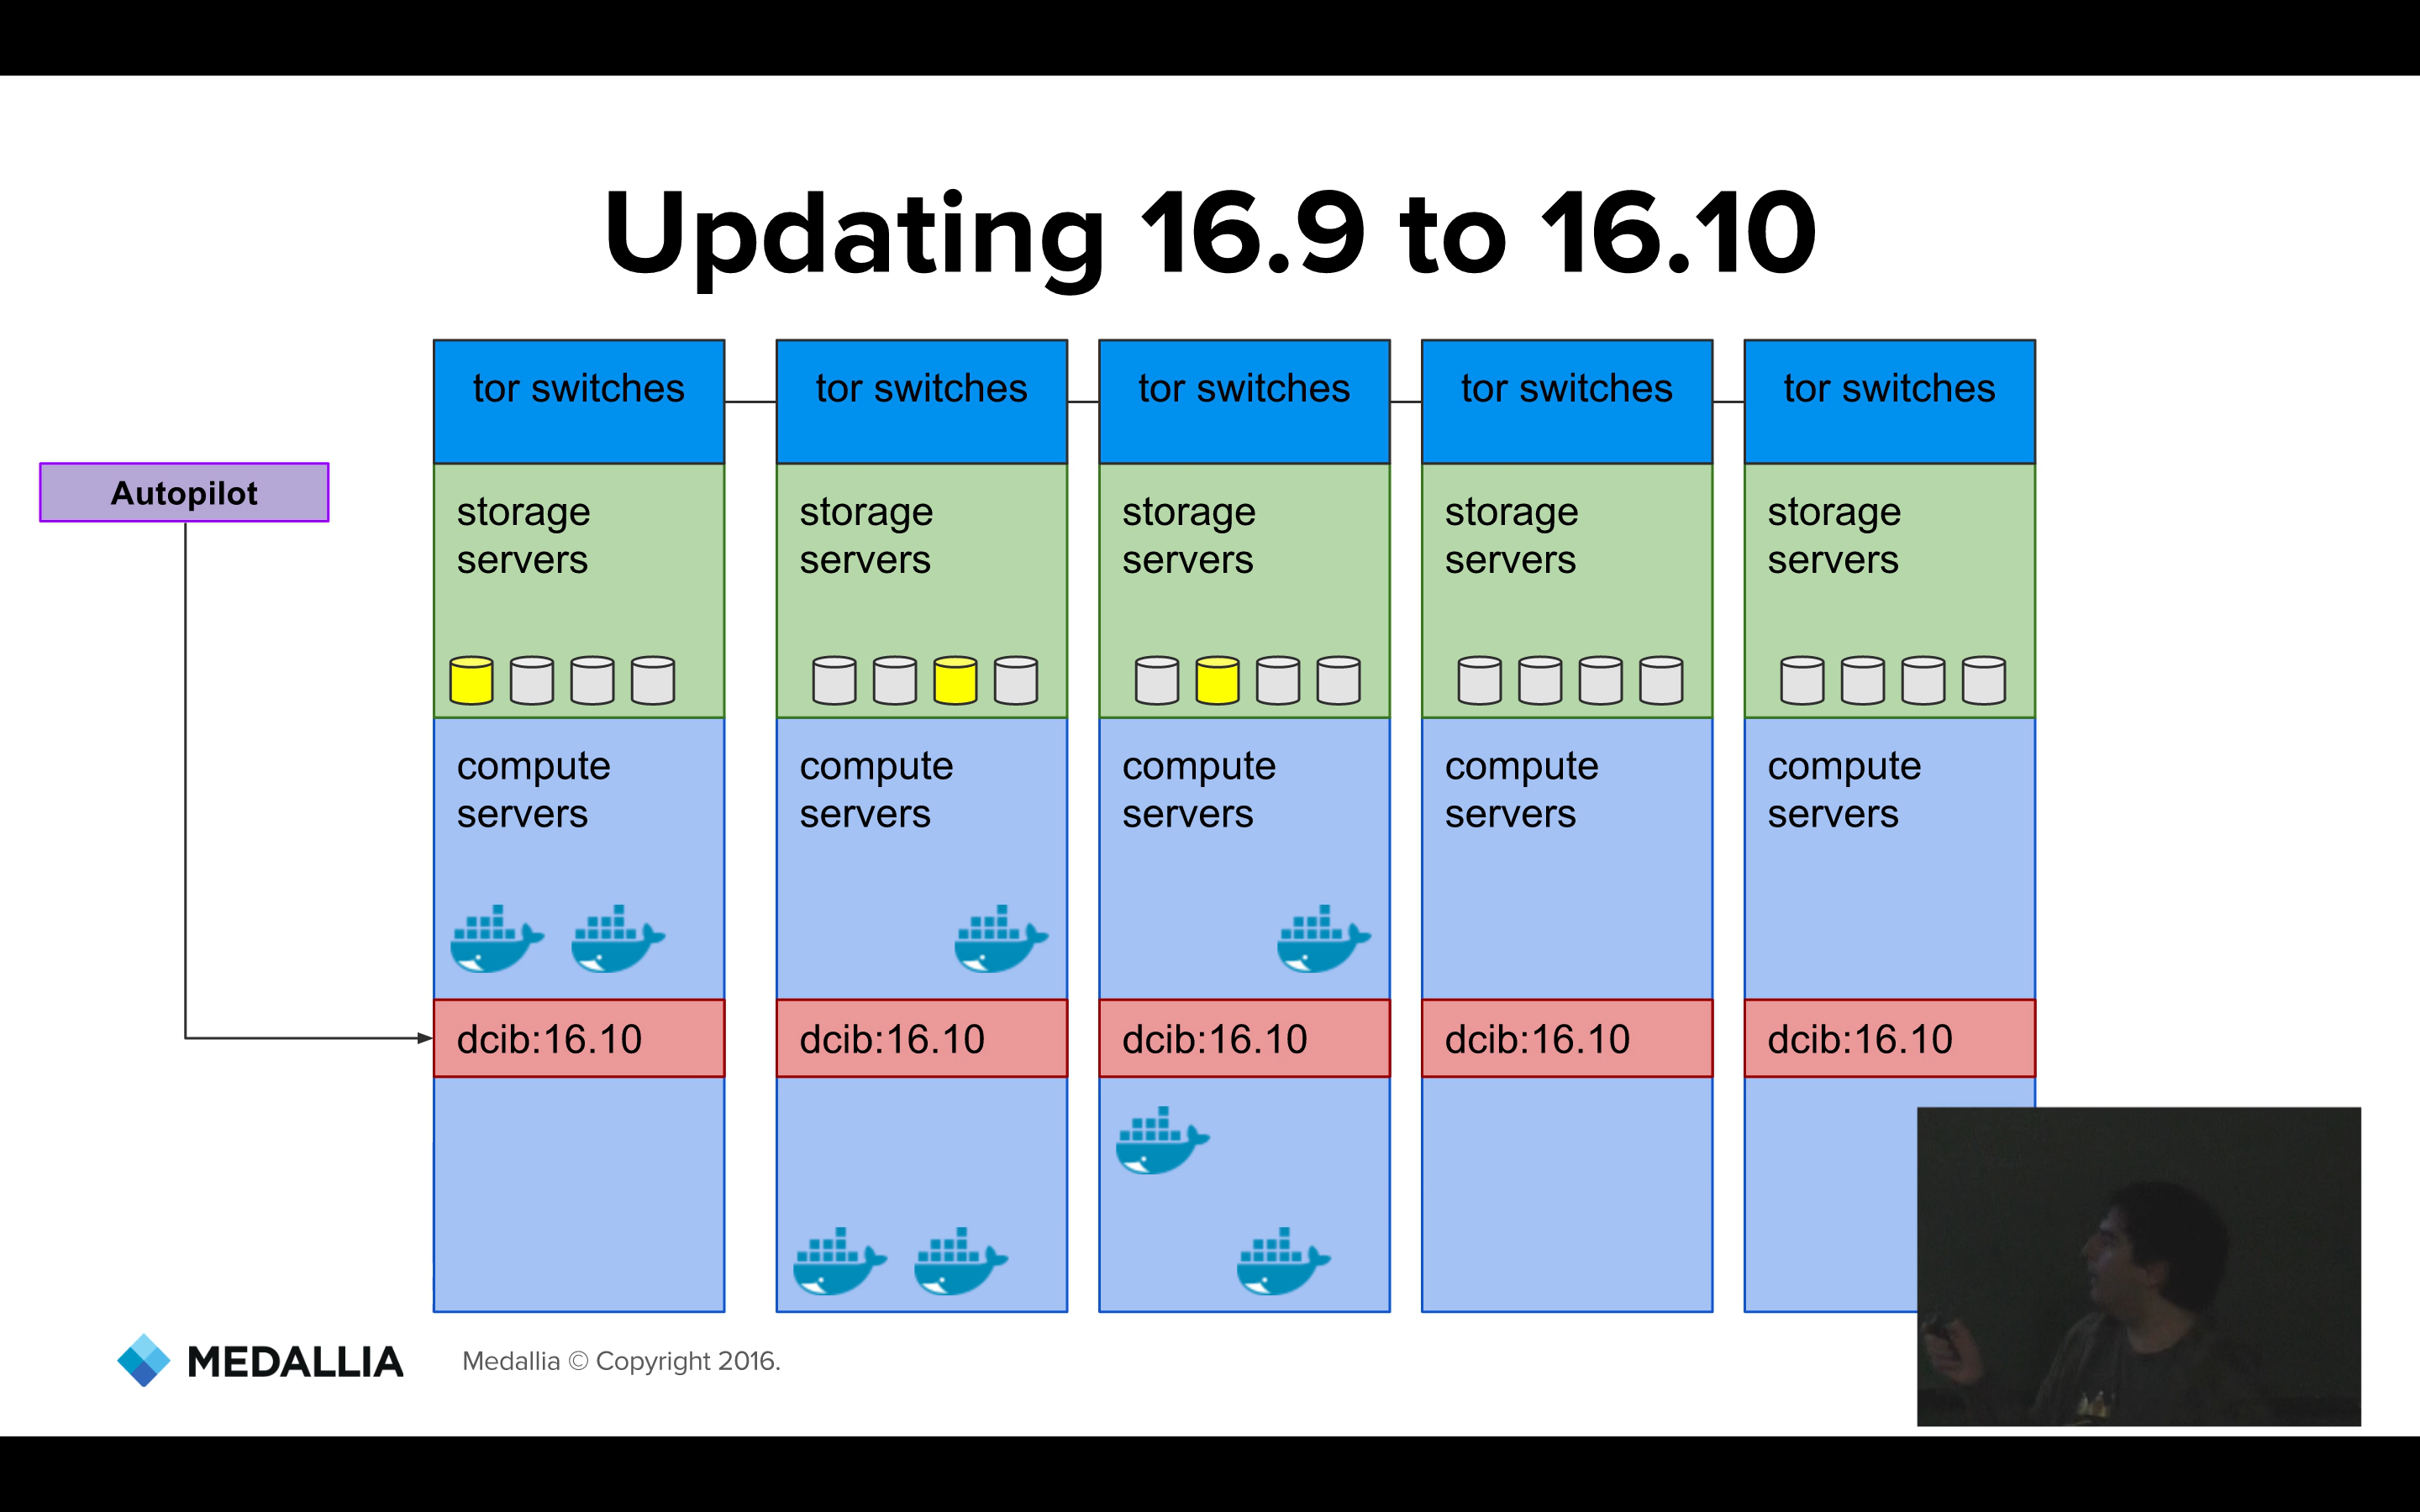 Updating 16.9 to 16.10
tor switches
tor switches
tor switches
tor switches
tor switches
Autopilot
storage
servers
storage
servers
storage
servers
storage
servers
storage
servers
compute
servers
compute
servers
compute
servers
compute
servers
compute
servers
dcib:16.10
dcib:16.10
dcib:16.10
dcib:16.10
dcib:16.10
MEDALLIA
Medallia © Copyright 2016.